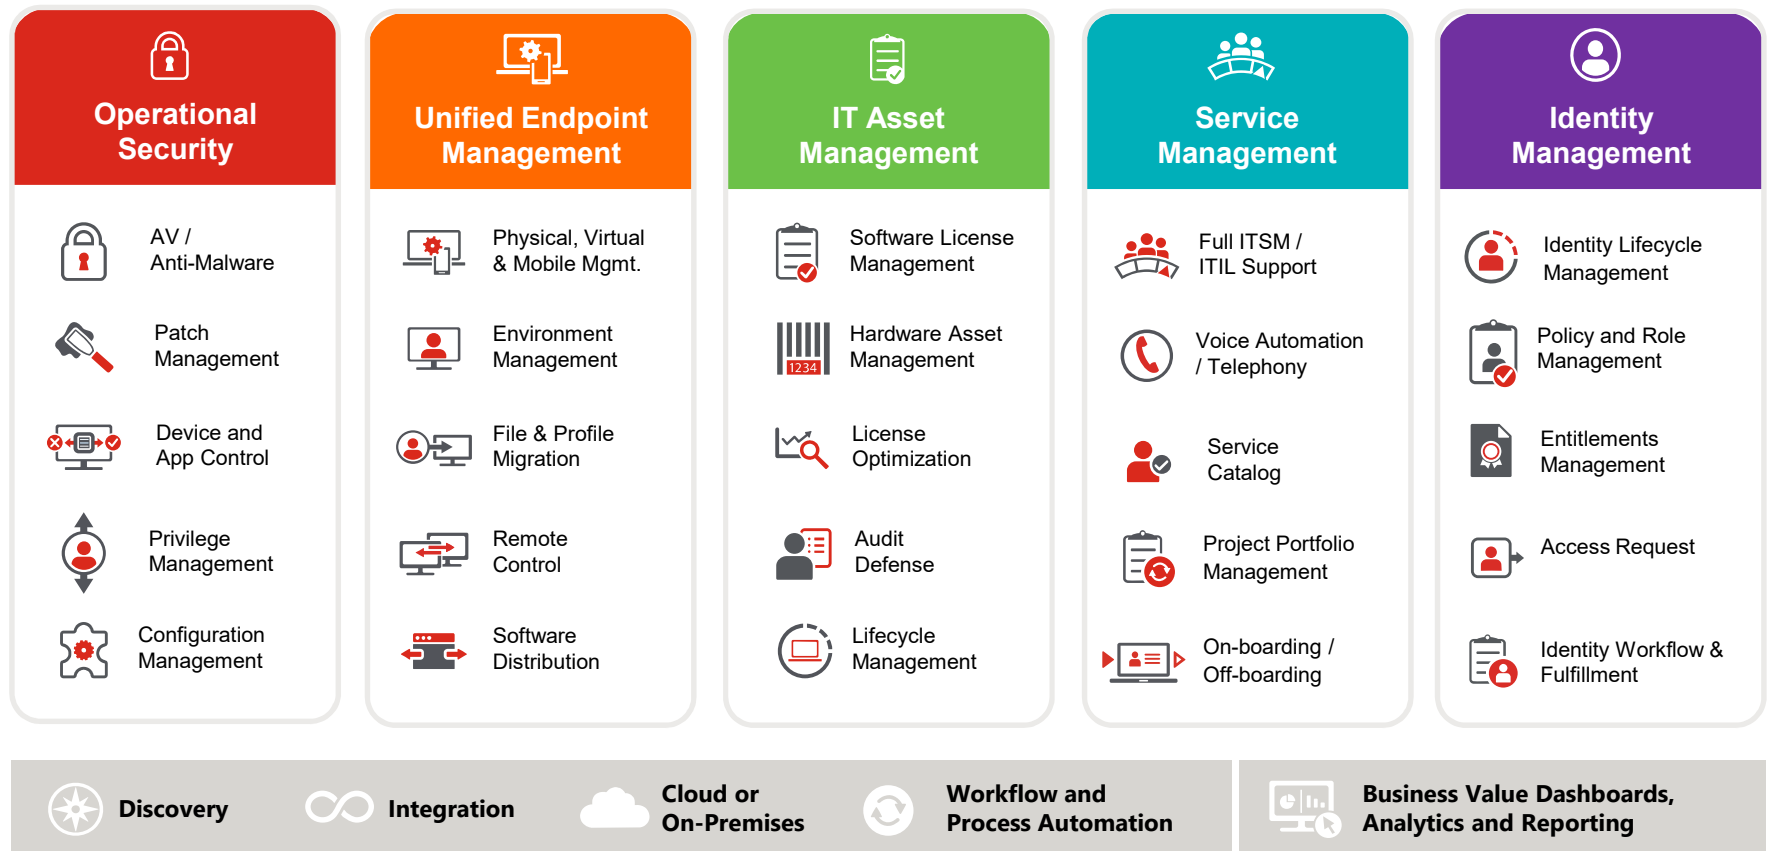 Operational
Security
AV /
Anti-Malware
Patch
Management
Device and
App Control
Privilege
Management
Configuration
Management
Unified Endpoint
Management
Physical, Virtual
& Mobile Mgmt.
Environment
Management
File & Profile
Migration
Remote
Control
Software
Distribution
IT Asset
Management
Software License
Management
Hardware Asset
Management
1234
License
Optimization
Audit
Defense
Lifecycle
Management
Service
Management
Full ITSM /
ITIL Support
Voice Automation
/ Telephony
Service
Catalog
Project Portfolio
Management
On-boarding /
Off-boarding
Identity
Management
Identity Lifecycle
Management
Policy and Role
Management
Entitlements
Management
Access Request
Identity Workflow &
Fulfillment
Discovery
Integration
Cloud or
On-Premises
Workflow and
Process Automation
Business Value Dashboards,
Analytics and Reporting